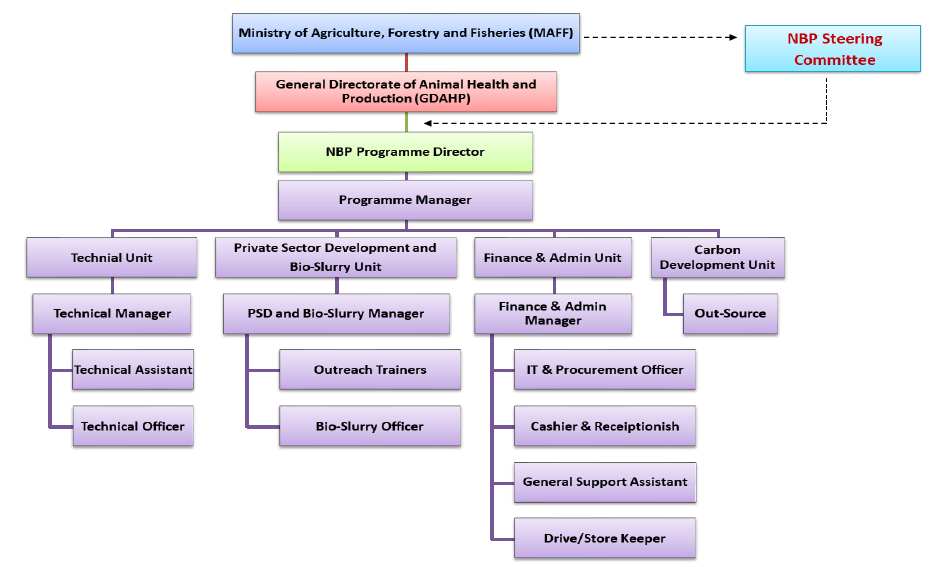 Ministry of Agriculture, Forestry and Fisheries (MAFF)
NBP Steering
Committee
General Directorate of Animal Health and
Production (GDAHP)
NBP Programme Director
Programme Manager
Technial Unit
Private Sector Development and
Bio-Slurry Unit
Finance & Admin Unit
Carbon
Development Unit
Technical Manager
PSD and Bio-Slurry Manager
Finance & Admin
Manager
Out-Source
Technical Assistant
Outreach Trainers
IT & Procurement Officer
Technical Officer
Bio-Slurry Officer
Cashier & Receiptionish
General Support Assistant
Drive/Store Keeper